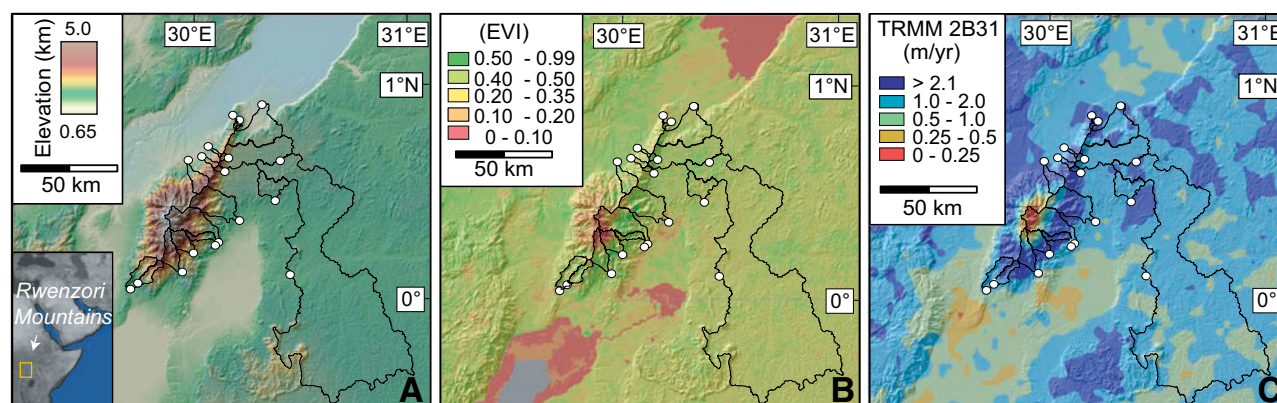 Elevation (km)
5.0
0.65
50 km
30°E
31°E
1°N
0°
Rwenzori
Mountains
A
(EVI)
0.50 - 0.99
0.40 - 0.50
0.20 - 0.35
0.10 - 0.20
0 - 0.10
50 km
30°E
31°E
1°N
0°
B
TRMM 2B31
(m/yr)
> 2.1
1.0 - 2.0
0.5 - 1.0
0.25 - 0.5
0 - 0.25
50 km
30°E
31°E
1°N
0°
C